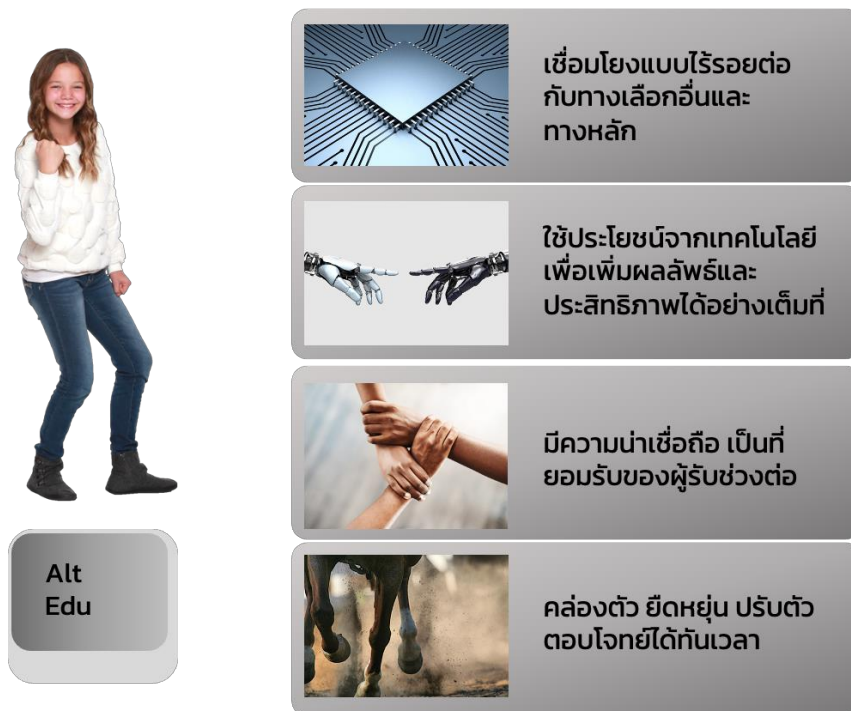 เชื่อมโยงแบบไร้รอยต่อ
กับทางเลือกอื่นและ
ทางหลัก
ใช้ประโยชน์จากเทคโนโลยี
เพื่อเพิ่มผลลัพธ์และ
ประสิทธิภาพได้อย่างเต็มที่
มีความน่าเชื่อถือ เป็นที่
ยอมรับของผู้รับช่วงต่อ
คล่องตัว ยืดหยุ่น ปรับตัว
ตอบโจทย์ได้ทันเวลา
Alt
Edu